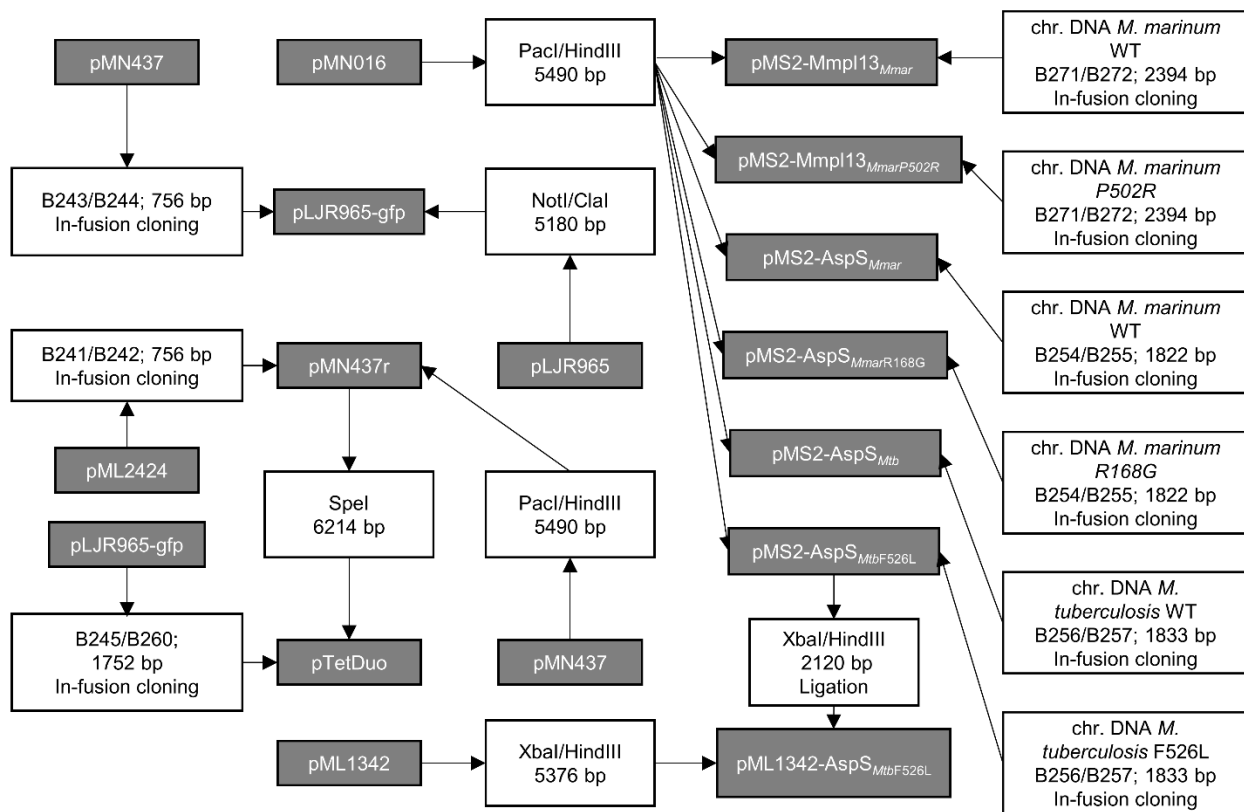 pMN437
pMN016
PacI/HindIII
5490 bp
pMS2-Mmpl13Mmar
chr. DNA M. marinum
WT
B271/B272; 2394 bp
In-fusion cloning
pMS2-Mmpl13MmarP502R
chr. DNA M. marinum
P502R
B271/B272; 2394 bp
In-fusion cloning
B243/B244; 756 bp
In-fusion cloning
pLJR965-gfp
NotI/ClaI
5180 bp
pMS2-AspSMmar
chr. DNA M. marinum
WT
B254/B255; 1822 bp
In-fusion cloning
B241/B242; 756 bp
In-fusion cloning
pMN437r
pLJR965
pMS2-AspSMmarR168G
chr. DNA M. marinum
R168G
B254/B255; 1822 bp
In-fusion cloning
pML2424
SpeI
6214 bp
PacI/HindIII
5490 bp
pMS2-AspSMtb
pLJR965-gfp
pMS2-AspSMtbF526L
chr. DNA M.
tuberculosis WT
B256/B257; 1833 bp
In-fusion cloning
B245/B260;
1752 bp
In-fusion cloning
pTetDuo
pMN437
XbaI/HindIII
2120 bp
Ligation
pML1342
XbaI/HindIII
5376 bp
pML1342-AspSMtbF526L
chr. DNA M.
tuberculosis F526L
B256/B257; 1833 bp
In-fusion cloning